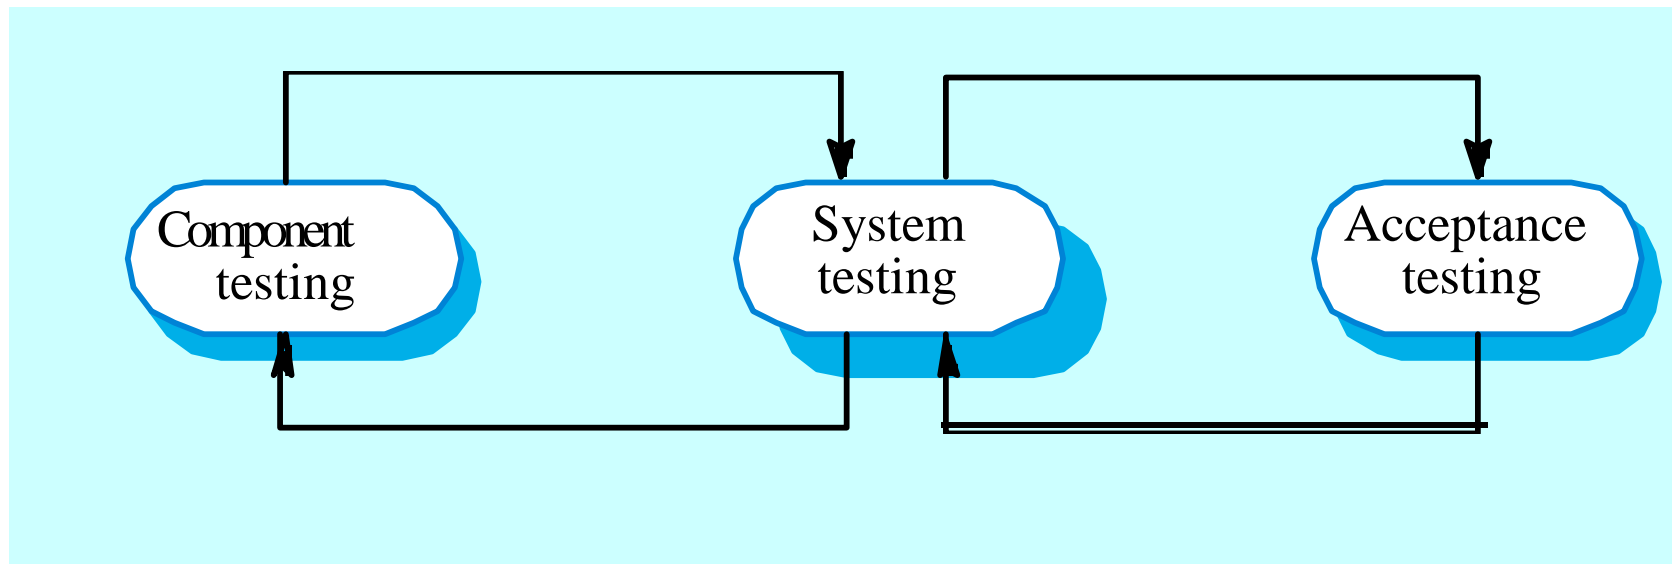 Component
testing
System
testing
Acceptance
testing